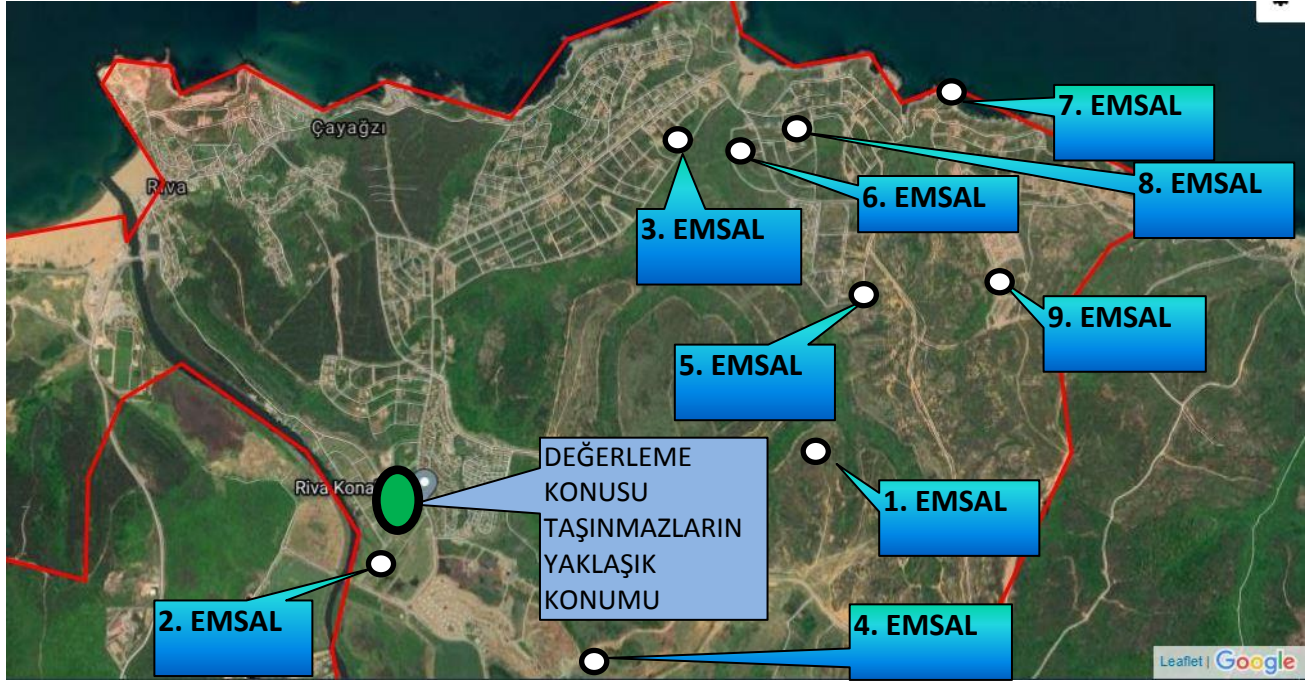 Çayağzı
Riva
7. EMSAL
8. EMSAL
6. EMSAL
3. EMSAL
9. EMSAL
5. EMSAL
DEĞERLEME
KONUSU
TAŞINMAZLARIN
YAKLAŞIK
KONUMU
Riva Kona
1. EMSAL
2. EMSAL
4. EMSAL
Leaflet | Google